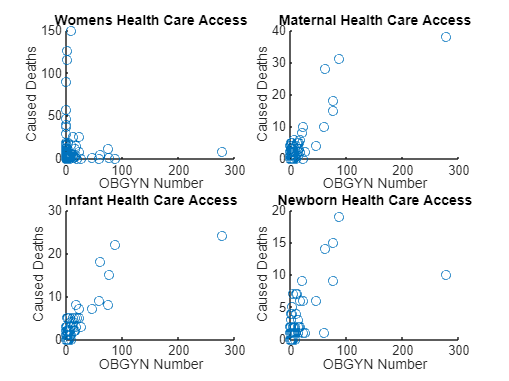 Womens Health Care Access
Caused Deaths
150
100
50
0
0
100
200
300
OBGYN Number
Maternal Health Care Access
Caused Deaths
40
30
20
10
0
0
100
200
300
OBGYN Number
Infant Health Care Access
Caused Deaths
30
20
10
0
0
100
200
300
OBGYN Number
Newborn Health Care Access
Caused Deaths
20
15
10
5
0
0
100
200
300
OBGYN Number